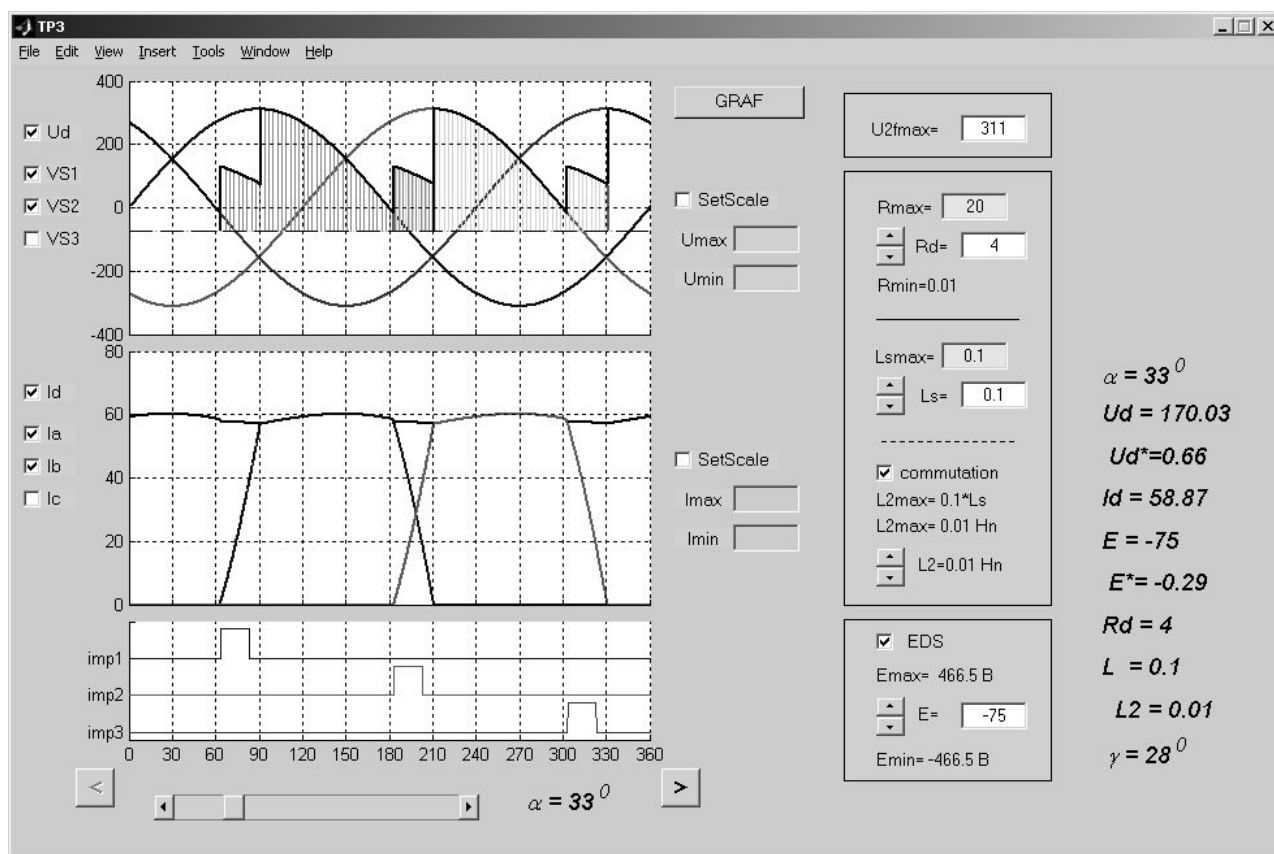 TP3
File Edit View Insert Tools Window Help
Ud
VS1
VS2
VS3
400
200
0
-200
-400
Id
Ia
Ib
Ic
80
60
40
20
0
imp1
imp2
imp3
0 30 60 90 120 150 180 210 240 270 300 330 360
<
α = 33⁰
>
GRAF
SetScale
Umax
Umin
SetScale
Imax
Imin
U2fmax= 311
Rmax= 20
Rd= 4
Rmin=0.01
Lsmax= 0.1
Ls= 0.1
commutation
L2max= 0.1*Ls
L2max= 0.01 Hn
L2=0.01 Hn
EDS
Emax= 466.5 B
E= -75
Emin= -466.5 B
α = 33⁰
Ud = 170.03
Ud*=0.66
Id = 58.87
E = -75
E*= -0.29
Rd = 4
L = 0.1
L2 = 0.01
γ = 28⁰